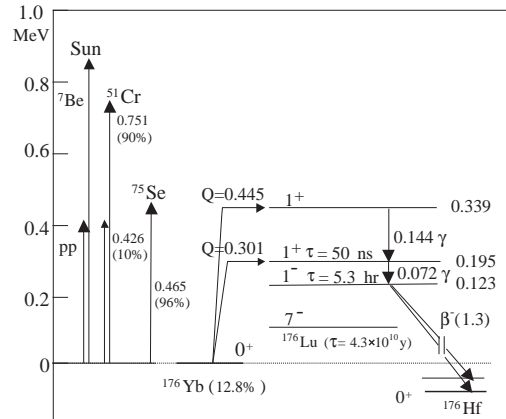 1.0
MeV
0.8
0.6
0.4
0.2
0
Sun
⁷Be
pp
⁵¹Cr
0.751
(90%)
0.426
(10%)
⁷⁵Se
0.465
(96%)
Q=0.445
Q=0.301
1⁺
0.339
0.144 γ
1⁺ τ = 50 ns
0.195
1⁻ τ = 5.3 hr
0.072 γ
0.123
7⁻
¹⁷⁶Lu (τ = 4.3×10¹⁰y)
β⁻(1.3)
0⁺
¹⁷⁶Yb (12.8%)
0⁺
¹⁷⁶Hf